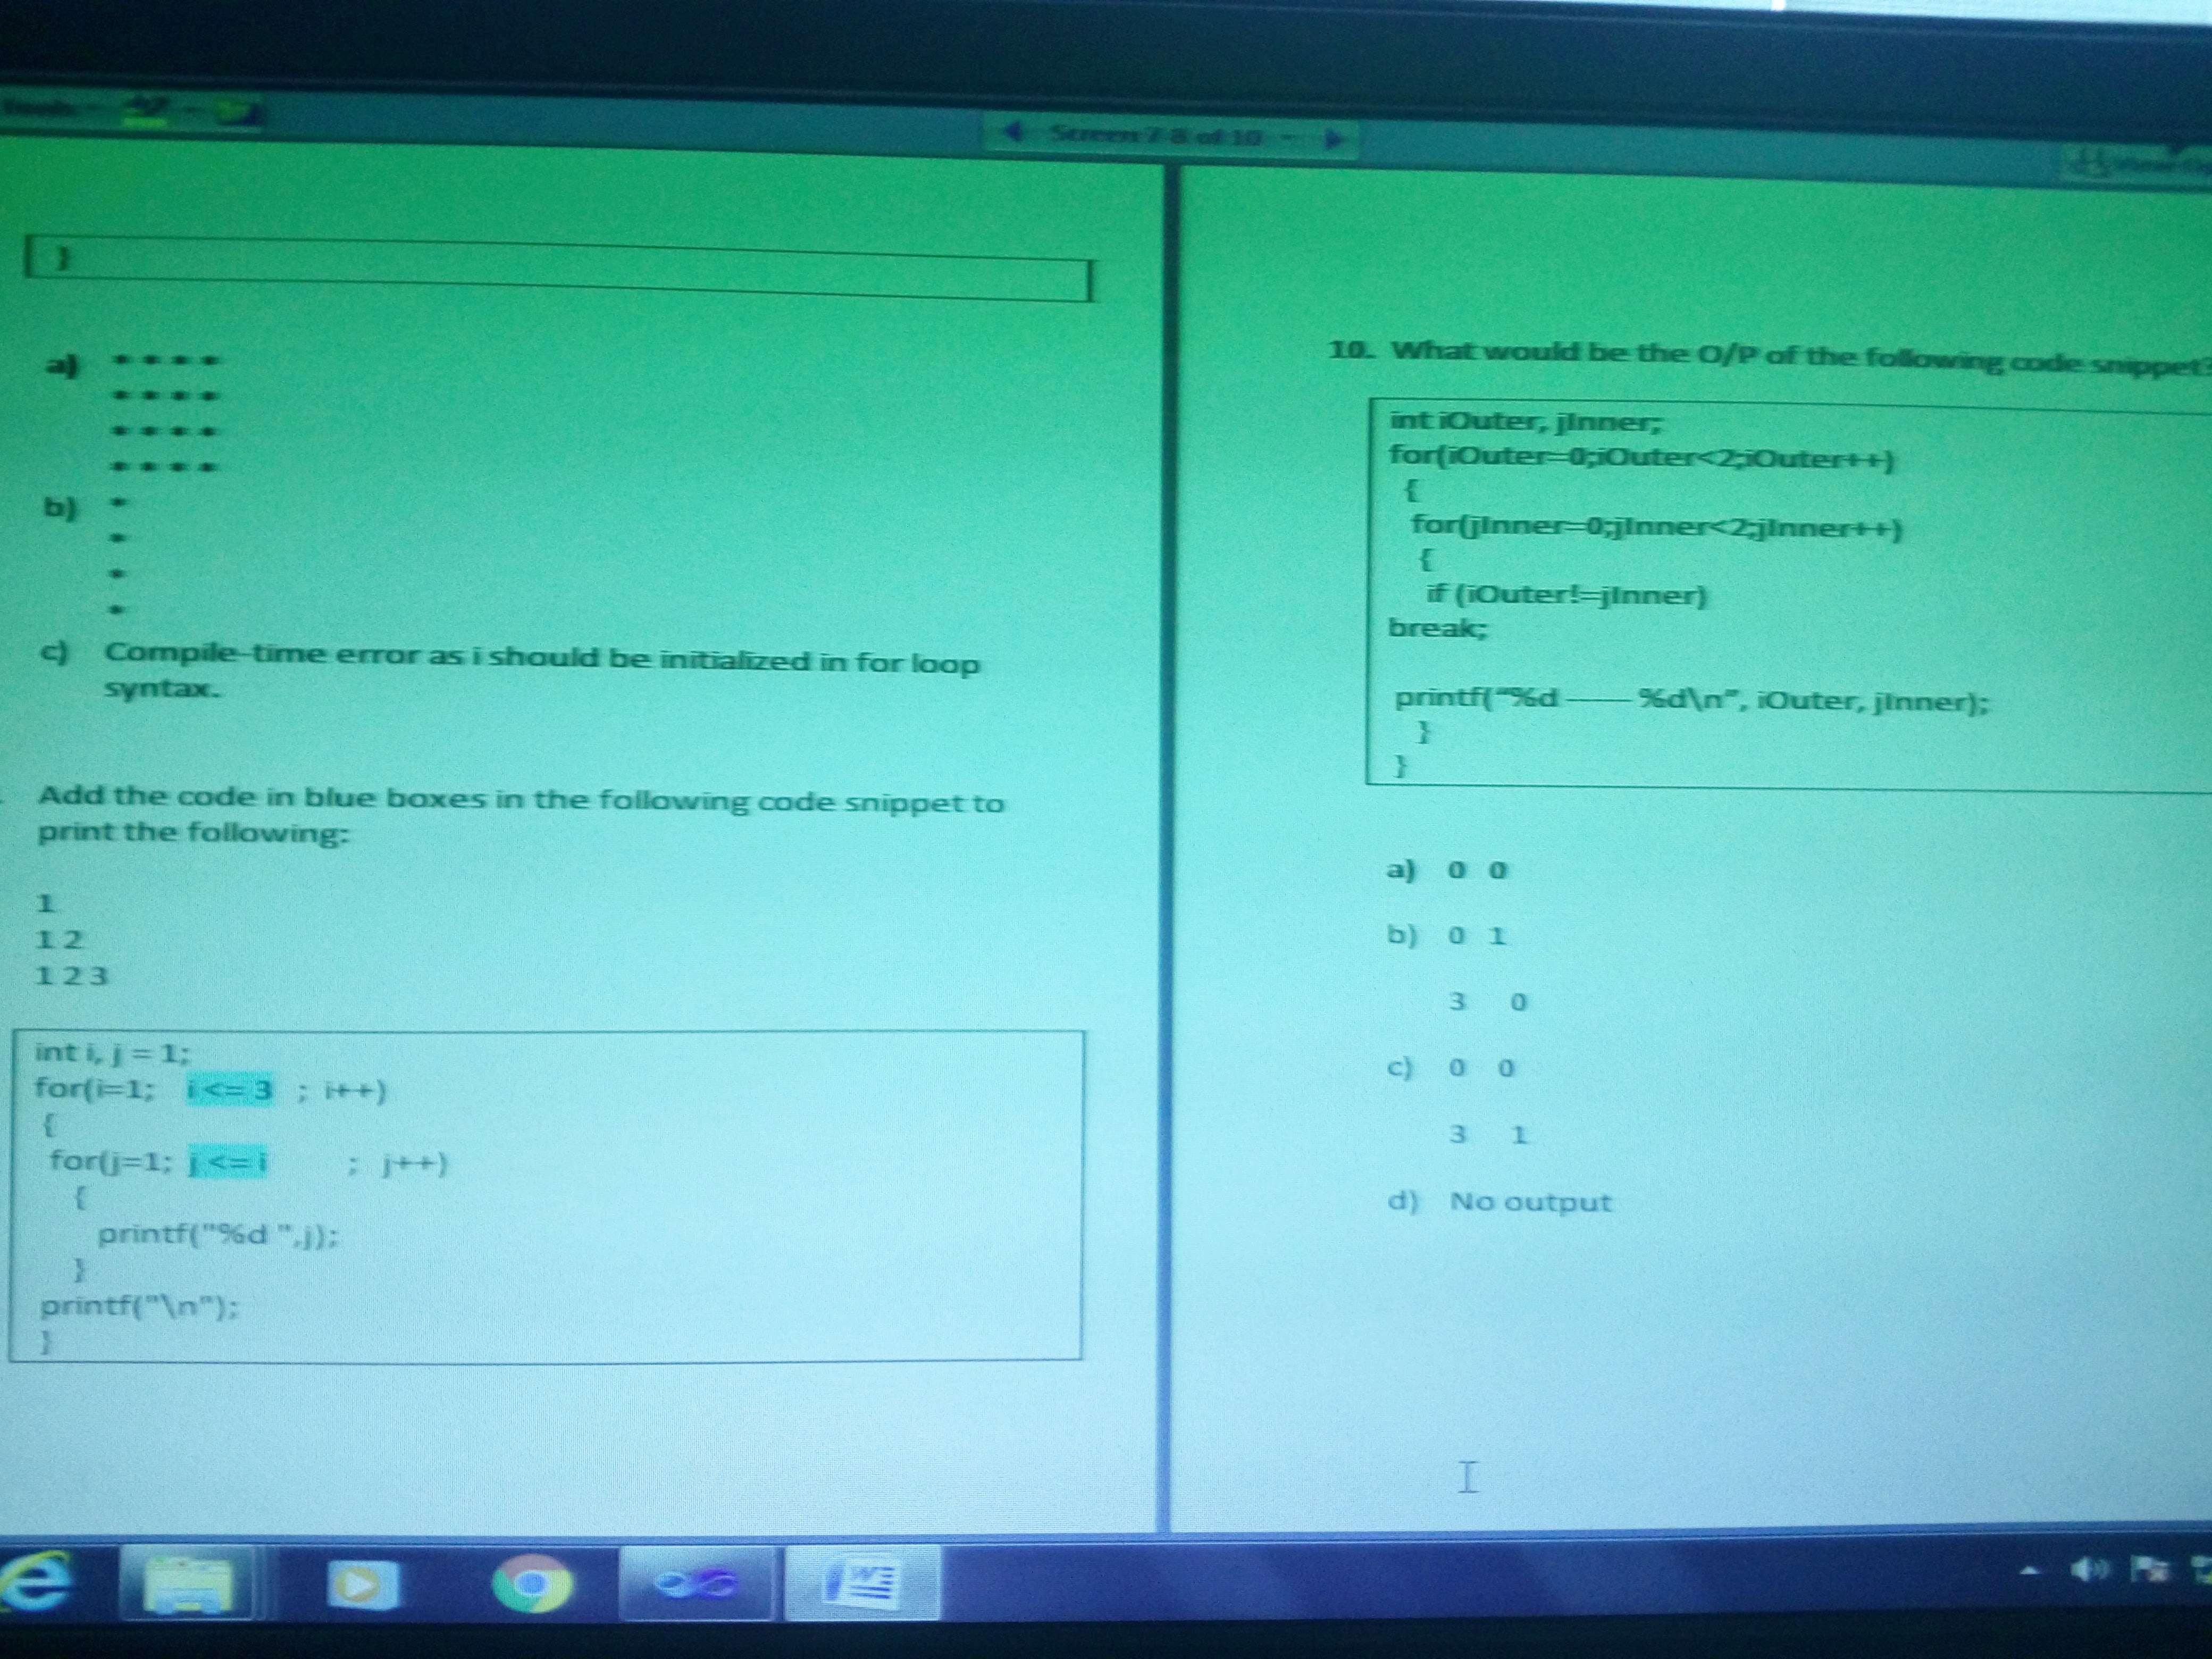 Screen 7-8 of 10
}
a) * * * *
* * * *
* * * *
* * * *
b) *
*
*
*
c) Compile-time error as i should be initialized in for loop
syntax.
Add the code in blue boxes in the following code snippet to
print the following:
1
1 2
1 2 3
int i, j = 1;
for(i=1; i <= 3 ; i++)
{
for(j=1; j <= i ; j++)
{
printf("%d ",j);
}
printf("\n");
}
10. What would be the O/P of the following code snippet?
int iOuter, jInner;
for(iOuter=0;iOuter<2;iOuter++)
{
for(jInner=0;jInner<2;jInner++)
{
if (iOuter!=jInner)
break;
printf("%d —— %d\n", iOuter, jInner);
}
}
a) 0 0
b) 0 1
3 0
c) 0 0
3 1
d) No output